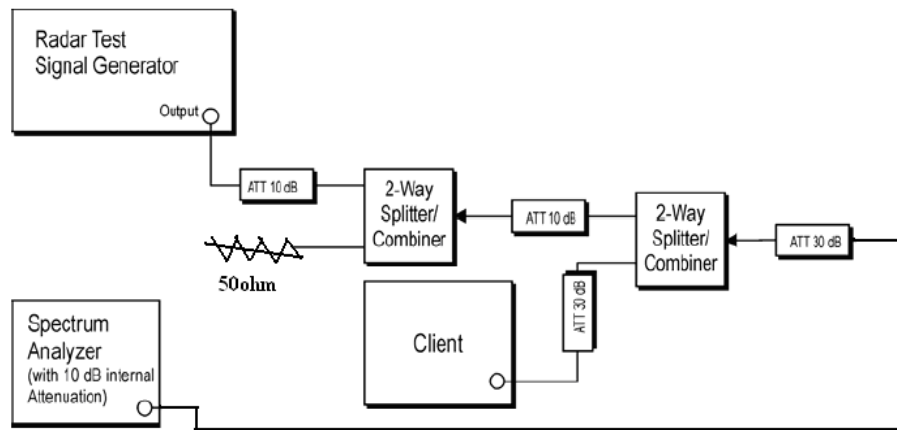 Radar Test
Signal Generator
Output
ATT 10 dB
2-Way
Splitter/
Combiner
ATT 10 dB
2-Way
Splitter/
Combiner
ATT 30 dB
50ohm
ATT 30 dB
Spectrum
Analyzer
(with 10 dB internal
Attenuation)
Client